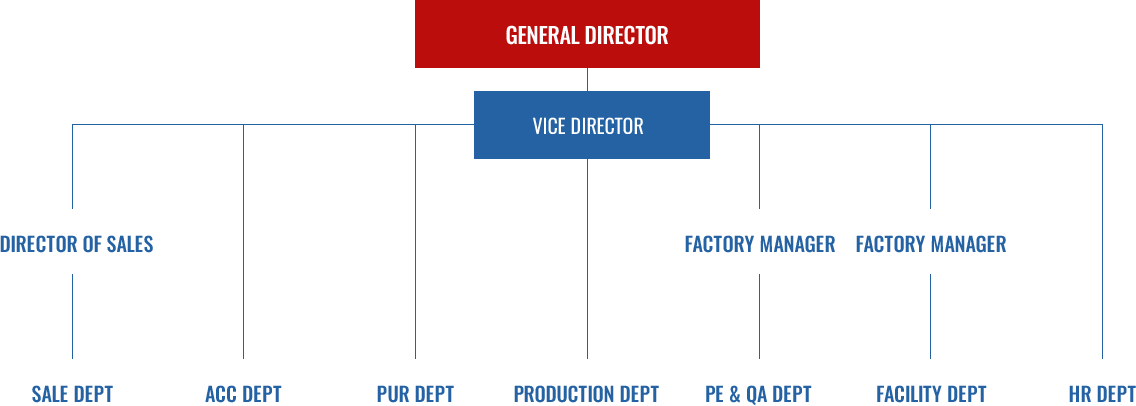 GENERAL DIRECTOR
VICE DIRECTOR
DIRECTOR OF SALES
FACTORY MANAGER
FACTORY MANAGER
SALE DEPT
ACC DEPT
PUR DEPT
PRODUCTION DEPT
PE & QA DEPT
FACILITY DEPT
HR DEPT